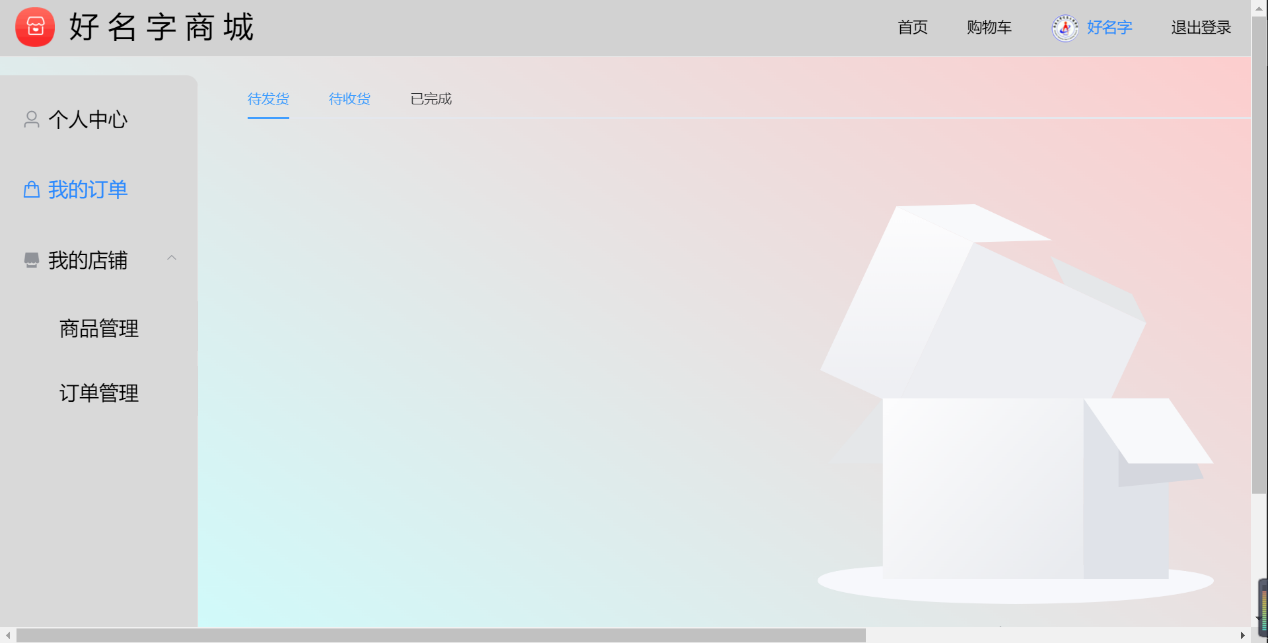 好名字商城
首页 购物车 好名字 退出登录
待发货 待收货 已完成
个人中心
我的订单
我的店铺
商品管理
订单管理